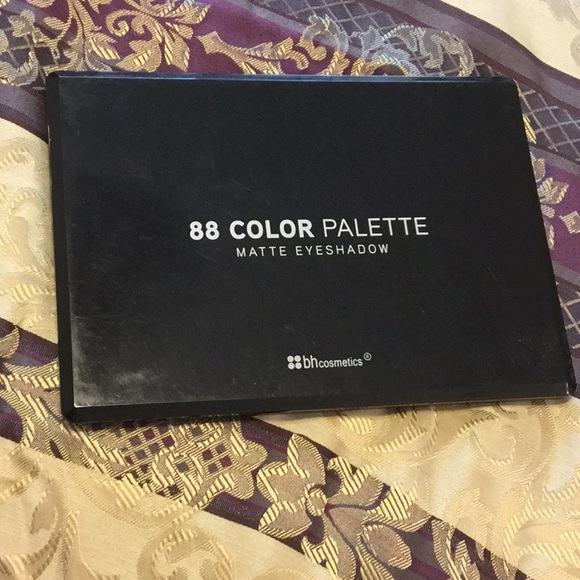 88 COLOR PALETTE
MATTE EYESHADOW
bhcosmetics®